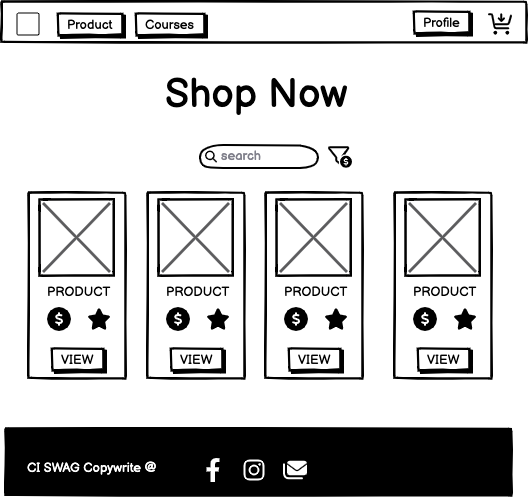 Product Courses Profile
Shop Now
search
$
PRODUCT PRODUCT PRODUCT PRODUCT
$ $ $ $
VIEW VIEW VIEW VIEW
CI SWAG Copywrite @